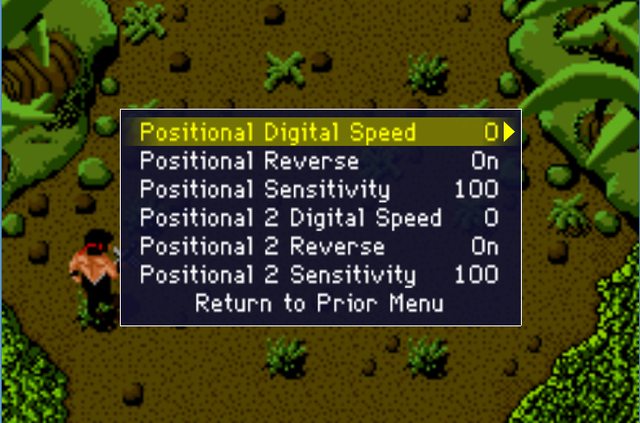 Positional Digital Speed 0
Positional Reverse On
Positional Sensitivity 100
Positional 2 Digital Speed 0
Positional 2 Reverse On
Positional 2 Sensitivity 100
Return to Prior Menu